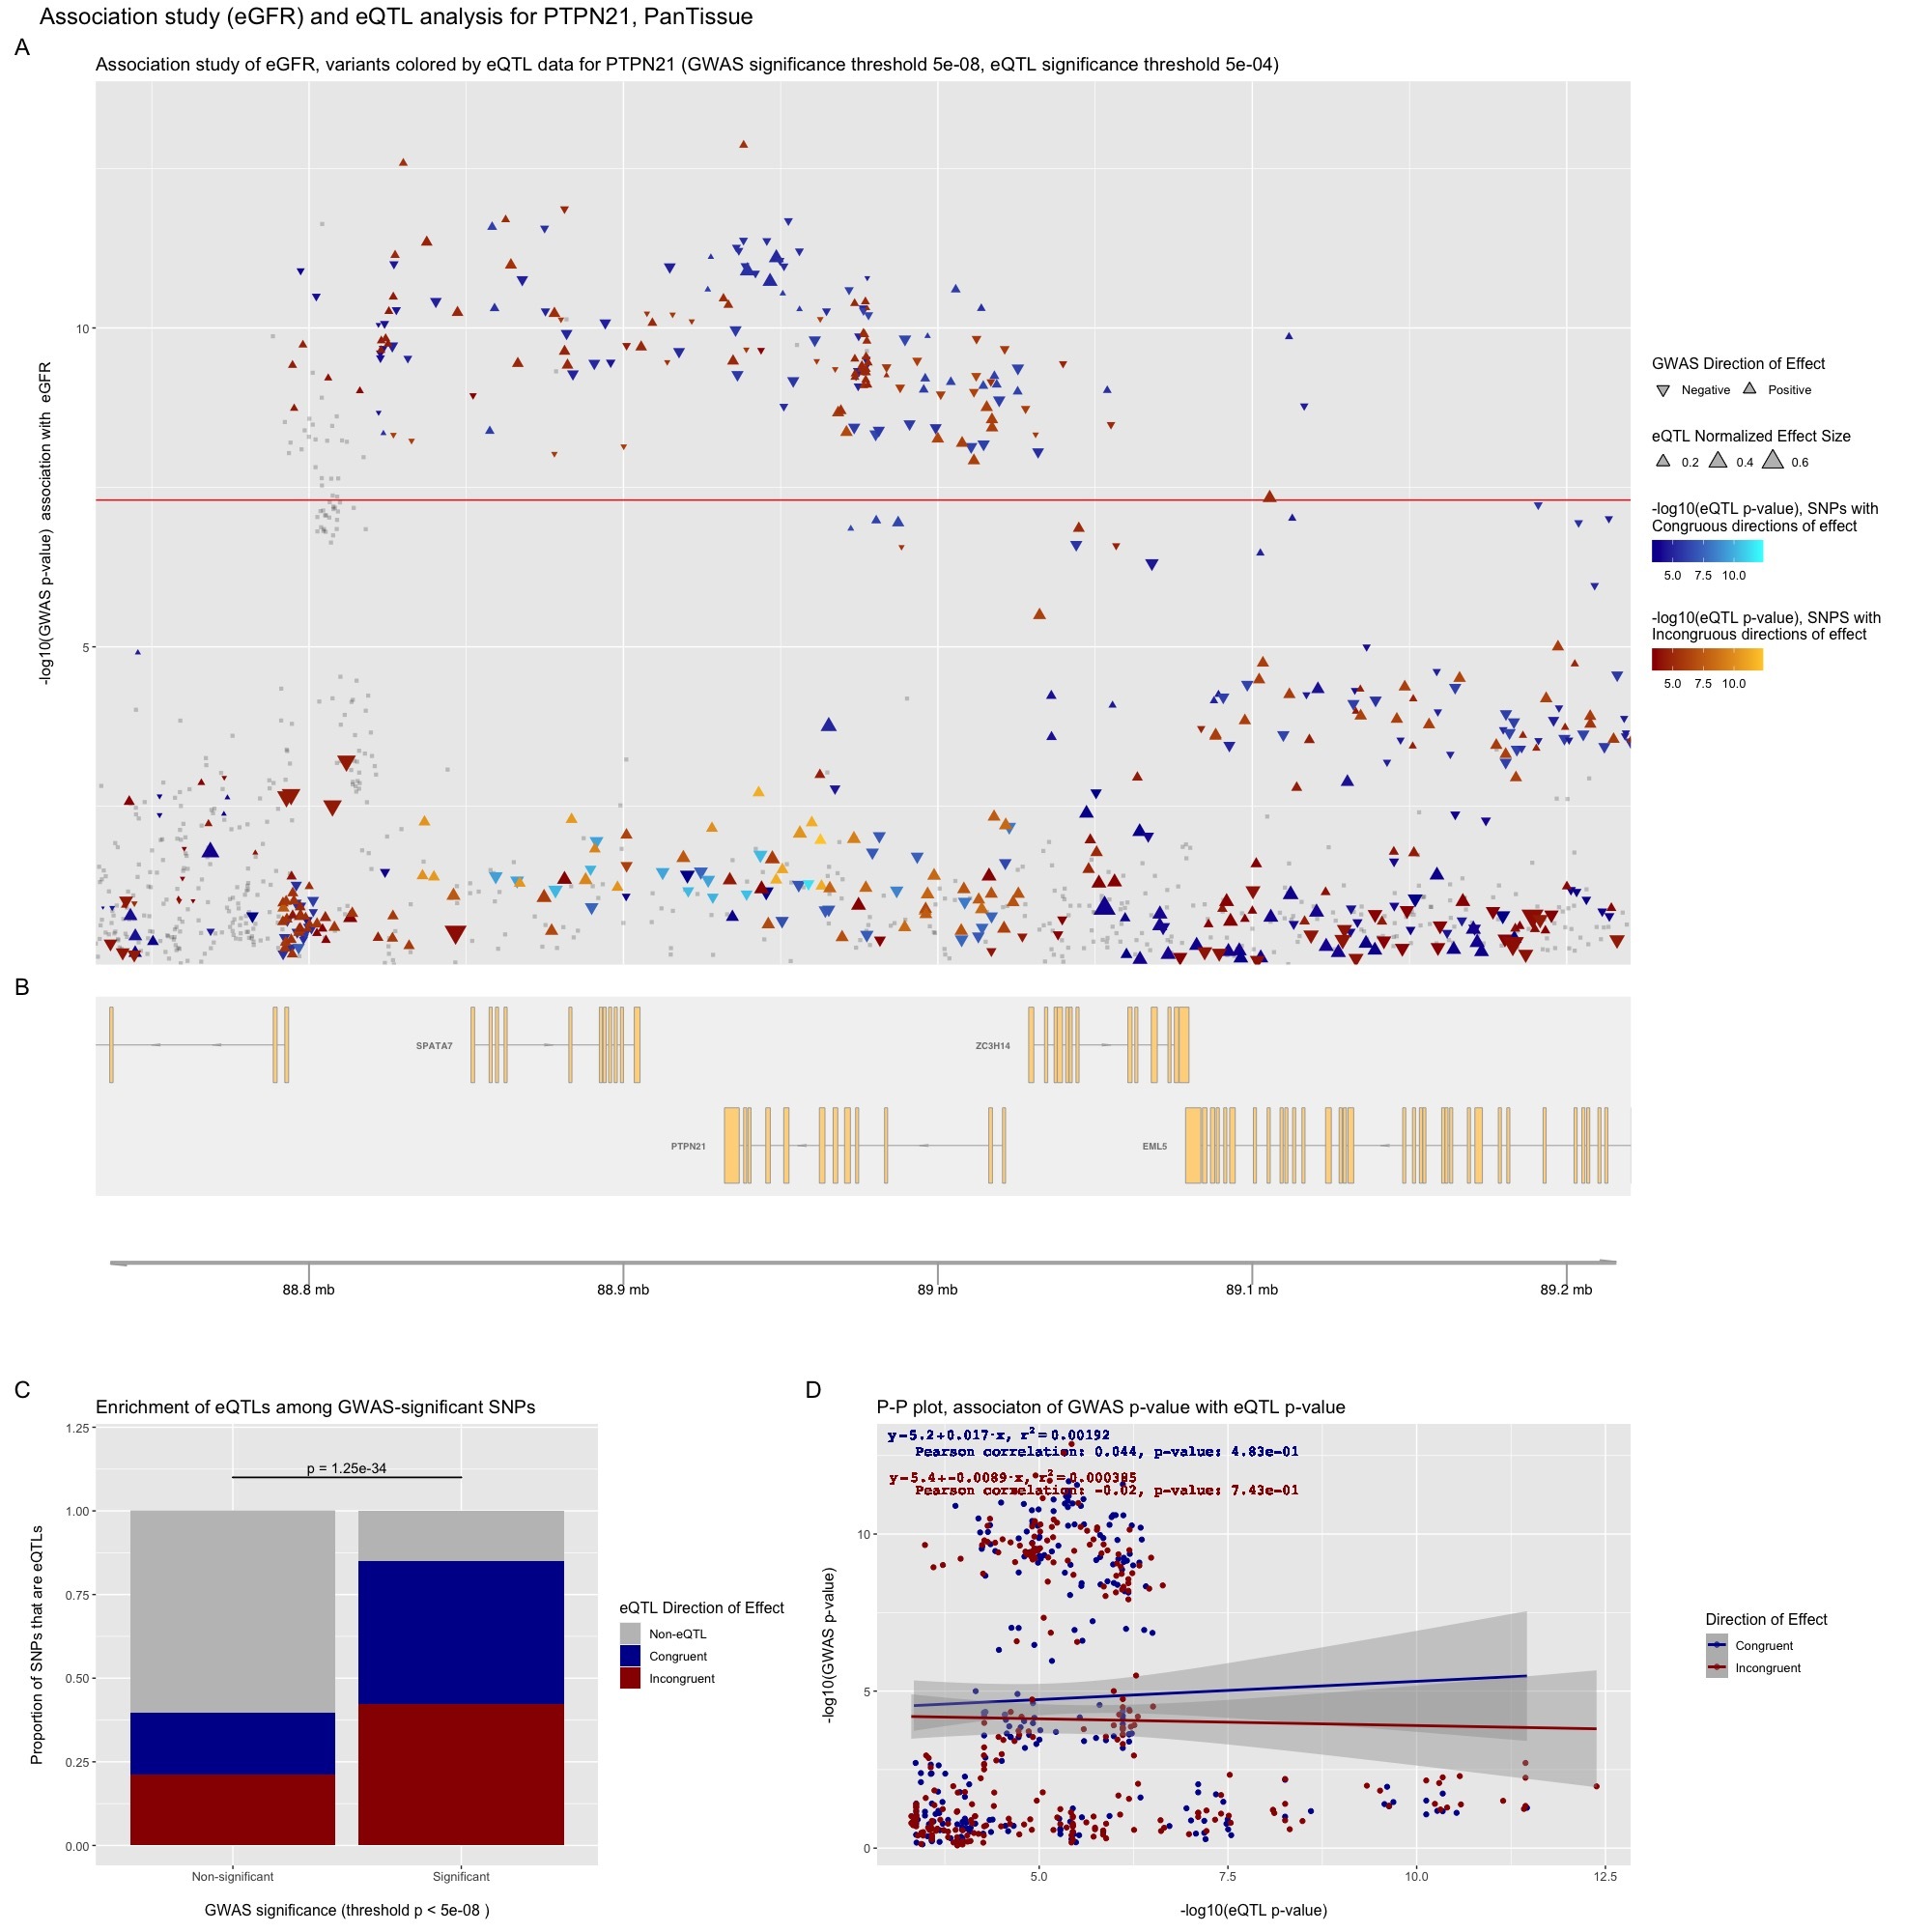 Association study (eGFR) and eQTL analysis for PTPN21, PanTissue
A
Association study of eGFR, variants colored by eQTL data for PTPN21 (GWAS significance threshold 5e-08, eQTL significance threshold 5e-04)
-log10(GWAS p-value) association with eGFR
10
5
GWAS Direction of Effect
Negative Positive
eQTL Normalized Effect Size
0.2 0.4 0.6
-log10(eQTL p-value), SNPs with
Congruous directions of effect
5.0 7.5 10.0
-log10(eQTL p-value), SNPS with
Incongruous directions of effect
5.0 7.5 10.0
B
SPATA7
ZC3H14
PTPN21
EML5
88.8 mb 88.9 mb 89 mb 89.1 mb 89.2 mb
C
Enrichment of eQTLs among GWAS-significant SNPs
Proportion of SNPs that are eQTLs
1.25
1.00
0.75
0.50
0.25
0.00
p = 1.25e-34
Non-significant Significant
GWAS significance (threshold p < 5e-08 )
eQTL Direction of Effect
Non-eQTL
Congruent
Incongruent
D
P-P plot, associaton of GWAS p-value with eQTL p-value
y=5.2+0.017·x, r²=0.00192
Pearson correlation: 0.044, p-value: 4.83e-01
y=5.4+-0.0089·x, r²=0.000385
Pearson correlation: -0.02, p-value: 7.43e-01
-log10(GWAS p-value)
10
5
0
5.0 7.5 10.0 12.5
-log10(eQTL p-value)
Direction of Effect
Congruent
Incongruent